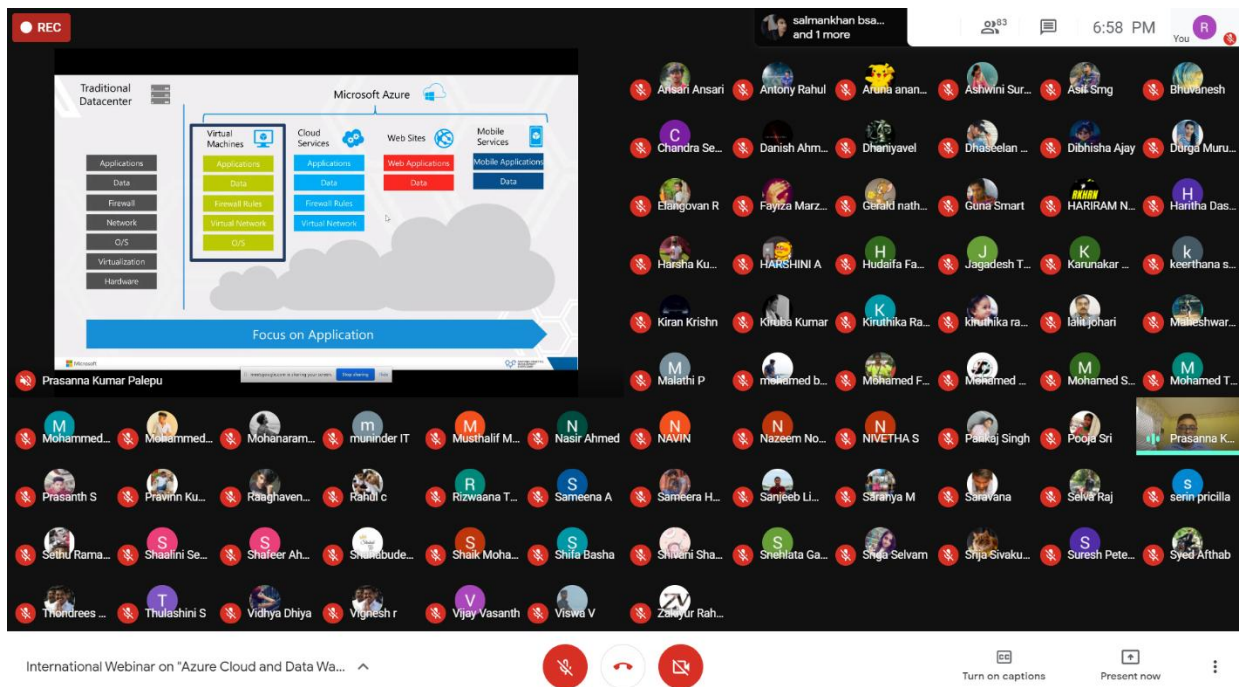 REC
salmankhan bsa...
and 1 more
83
6:58 PM
You
R
Traditional
Datacenter
Microsoft Azure
Virtual
Machines
Cloud
Services
Web Sites
Mobile
Services
Applications
Applications
Applications
Web Applications
Mobile Applications
Data
Data
Data
Data
Data
Firewall
Firewall Rules
Firewall Rules
Network
Virtual Network
Virtual Network
O/S
O/S
Virtualization
Hardware
Focus on Application
Microsoft
meet.google.com is sharing your screen.
Stop sharing
Hide
Prasanna Kumar Palepu
Ansari Ansari
Antony Rahul
Aruna anan...
Ashwini Sur...
Asif Smg
Bhuvanesh
C
Chandra Se...
Danish Ahm...
Dhaniyavel
Dhaseelan ...
Dibhisha Ajay
Durga Muru...
Elangovan R
Fayiza Marz...
Gerald nath...
Guna Smart
HARIRAM N...
H
Haritha Das...
Harsha Ku...
HARSHINI A
H
Hudaifa Fa...
J
Jagadesh T...
K
Karunakar ...
k
keerthana s...
Kiran Krishn
Kiruba Kumar
K
Kiruthika Ra...
kiruthika ra...
lalit johari
Maheshwar...
M
Malathi P
mohamed b...
Mohamed F...
Mohamed ...
M
Mohamed S...
M
Mohamed T...
M
Mohammed...
Mohammed...
Mohanaram...
m
muninder IT
M
Musthalif M...
N
Nasir Ahmed
N
NAVIN
N
Nazeem No...
N
NIVETHA S
Pankaj Singh
Pooja Sri
Prasanna K...
Prasanth S
Pravinn Ku...
Raaghaven...
Rahul c
R
Rizwaana T...
S
Sameena A
Sameera H...
Sanjeeb Li...
Saranya M
Saravana
Selva Raj
s
serin pricilla
Sethu Rama...
S
Shaalini Se...
S
Shafeer Ah...
Shahabude...
S
Shaik Moha...
S
Shifa Basha
Shivani Sha...
S
Snehlata Ga...
Sriga Selvam
Srija Sivaku...
S
Suresh Pete...
Syed Afthab
Thondrees ...
T
Thulashini S
Vidhya Dhiya
Vignesh r
V
Vijay Vasanth
Viswa V
Zakiyur Rah...
International Webinar on "Azure Cloud and Data Wa...
CC
Turn on captions
Present now